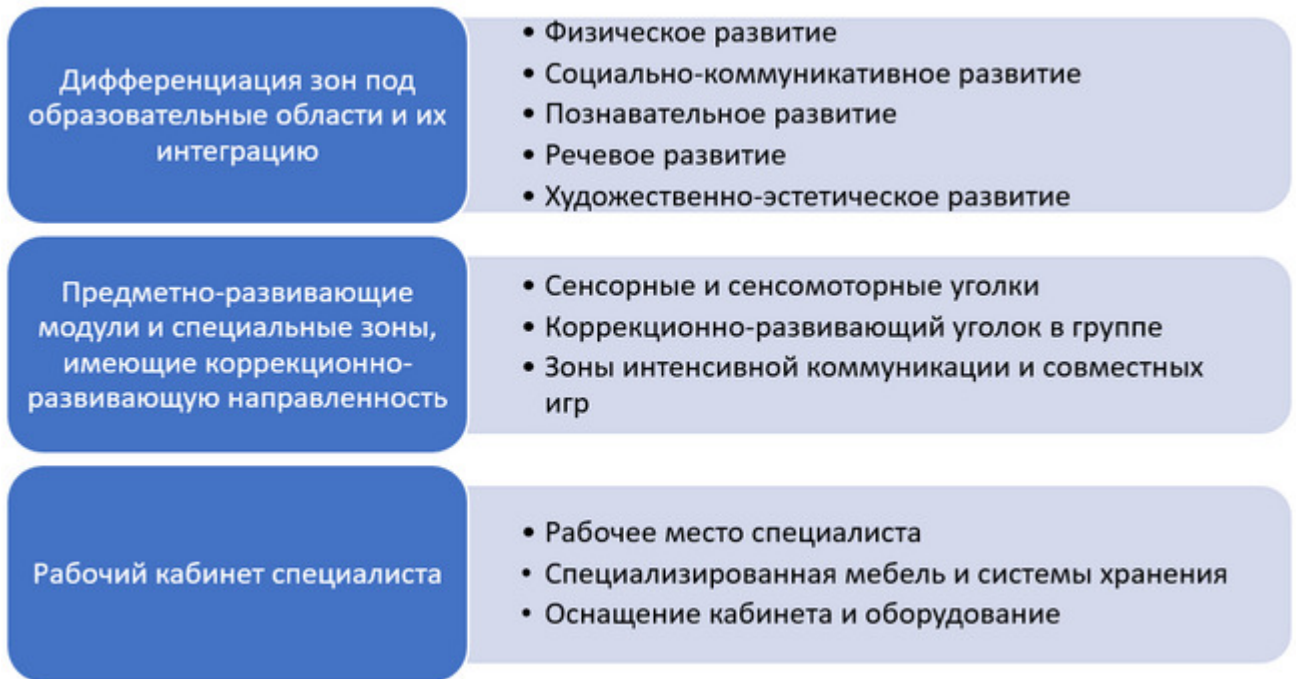 Дифференциация зон под
образовательные области и их
интеграцию
• Физическое развитие
• Социально-коммуникативное развитие
• Познавательное развитие
• Речевое развитие
• Художественно-эстетическое развитие
Предметно-развивающие
модули и специальные зоны,
имеющие коррекционно-
развивающую направленность
• Сенсорные и сенсомоторные уголки
• Коррекционно-развивающий уголок в группе
• Зоны интенсивной коммуникации и совместных
игр
Рабочий кабинет специалиста
• Рабочее место специалиста
• Специализированная мебель и системы хранения
• Оснащение кабинета и оборудование